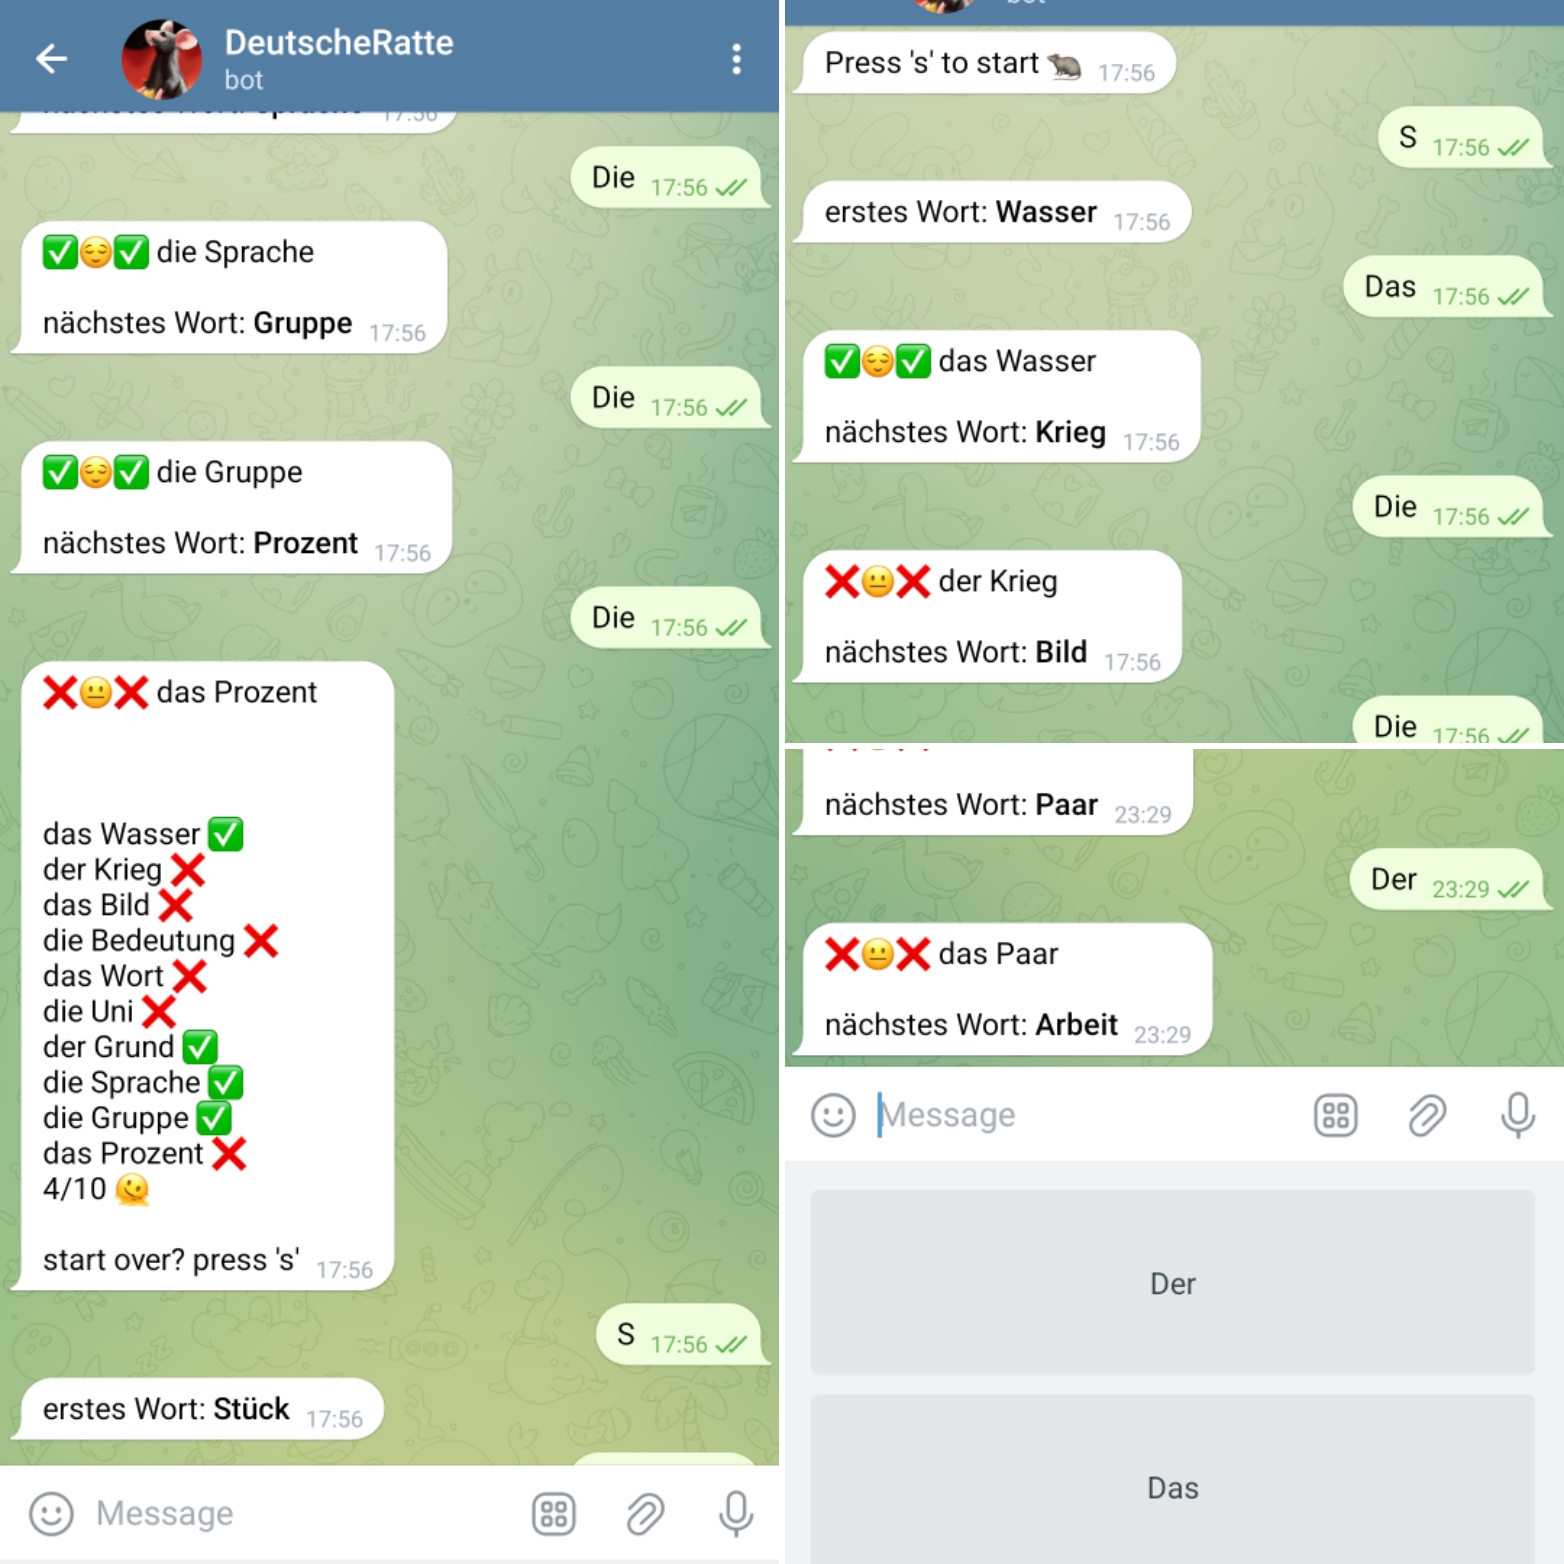 DeutscheRatte
bot
17:56
Die 17:56
✅😌✅ die Sprache
nächstes Wort: Gruppe 17:56
Die 17:56
✅😌✅ die Gruppe
nächstes Wort: Prozent 17:56
Die 17:56
❌😐❌ das Prozent
das Wasser ✅
der Krieg ❌
das Bild ❌
die Bedeutung ❌
das Wort ❌
die Uni ❌
der Grund ✅
die Sprache ✅
die Gruppe ✅
das Prozent ❌
4/10 🫠
start over? press 's' 17:56
S 17:56
erstes Wort: Stück 17:56
Message
Press 's' to start 🐀 17:56
S 17:56
erstes Wort: Wasser 17:56
Das 17:56
✅😌✅ das Wasser
nächstes Wort: Krieg 17:56
Die 17:56
❌😐❌ der Krieg
nächstes Wort: Bild 17:56
Die 17:56
nächstes Wort: Paar 23:29
Der 23:29
❌😐❌ das Paar
nächstes Wort: Arbeit 23:29
Message
Der
Das